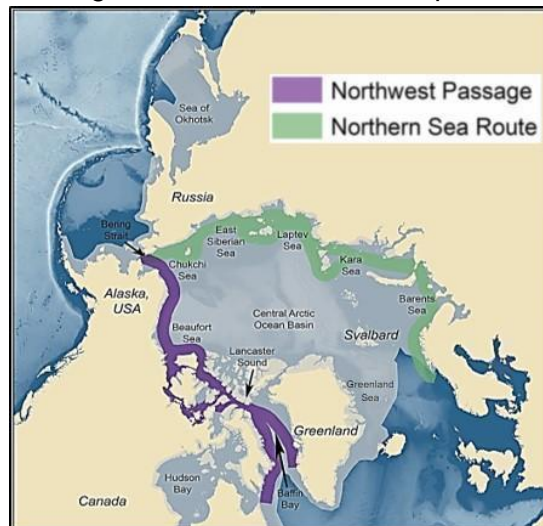 Northwest Passage
Northern Sea Route
Sea of
Okhotsk
Russia
Bering
Strait
East
Siberian
Sea
Laptev
Sea
Chukchi
Sea
Kara
Sea
Alaska,
USA
Barents
Sea
Central Arctic
Ocean Basin
Beaufort
Sea
Svalbard
Lancaster
Sound
Greenland
Sea
Greenland
Hudson
Bay
Baffin
Bay
Canada